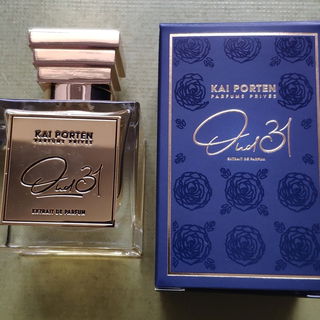 KAI PORTEN
PARFUMS PRIVÉS
Oud 31
EXTRAIT DE PARFUM
KAI PORTEN
PARFUMS PRIVÉS
Oud 31
EXTRAIT DE PARFUM